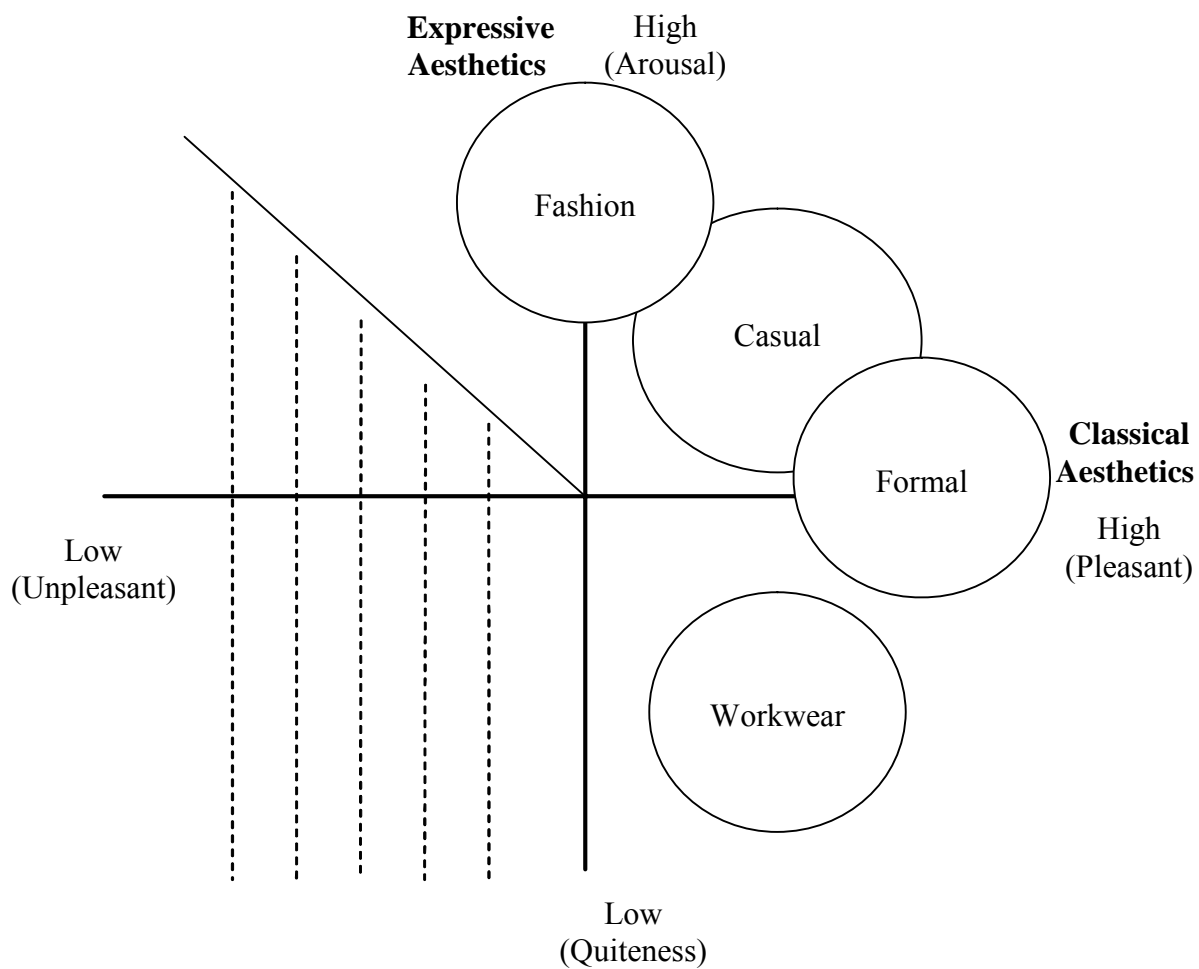 Expressive
Aesthetics
High
(Arousal)
Fashion
Casual
Formal
Classical
Aesthetics
High
(Pleasant)
Low
(Unpleasant)
Workwear
Low
(Quiteness)